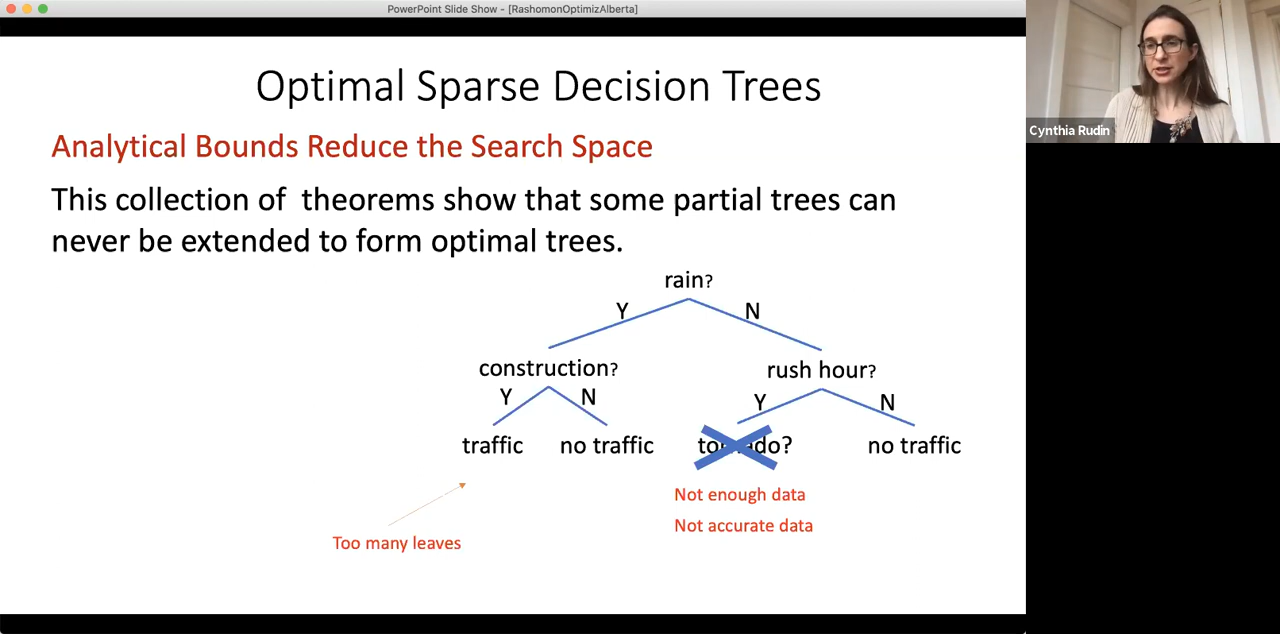 PowerPoint Slide Show - [RashomonOptimizAlberta]
Optimal Sparse Decision Trees
Analytical Bounds Reduce the Search Space
This collection of theorems show that some partial trees can
never be extended to form optimal trees.
rain?
Y N
construction? rush hour?
Y N Y N
traffic no traffic tornado? no traffic
Not enough data
Not accurate data
Too many leaves
Cynthia Rudin